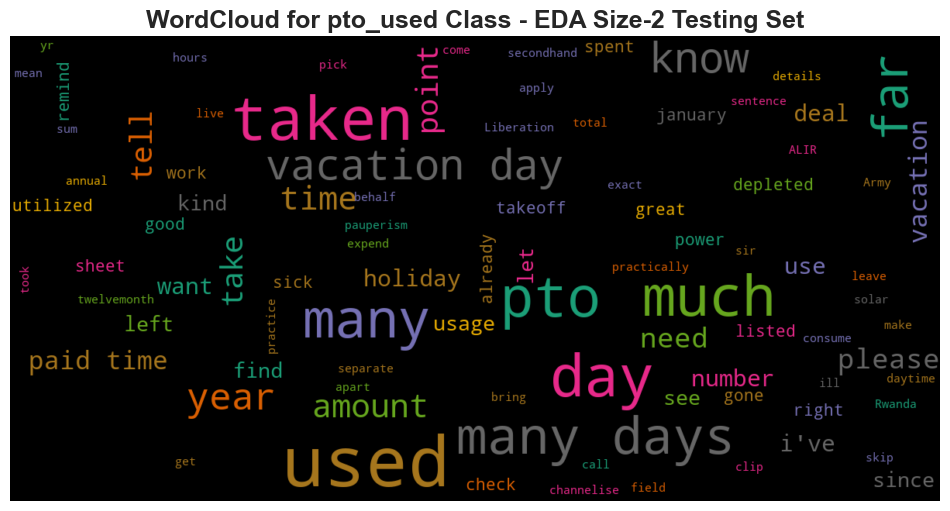 WordCloud for pto_used Class - EDA Size-2 Testing Set
yr
mean
hours
remind
sum
pick
come
point
secondhand
spent
know
details
far
live
taken
apply
sentence
deal
tell
Liberation
total
january
vacation day
ALIR
vacation
annual
work
utilized
kind
time
behalf
takeoff
exact
great
depleted
Army
good
pauperism
expend
power
sir
took
sheet
take
sick
holiday
already
let
practically
use
leave
twelvemonth
want
pto
much
solar
left
practice
many
usage
need
listed
make
consume
paid time
find
separate
day
number
please
daytime
year
apart
amount
bring
see
gone
ill
right
Rwanda
used
many days
i've
get
call
clip
skip
since
check
channelise
field